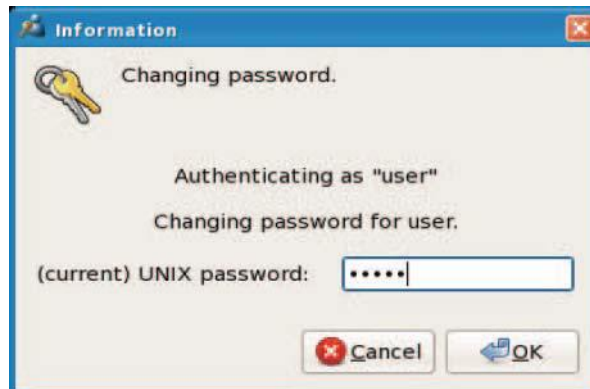 Information
Changing password.
Authenticating as "user"
Changing password for user.
(current) UNIX password: •••••
Cancel OK